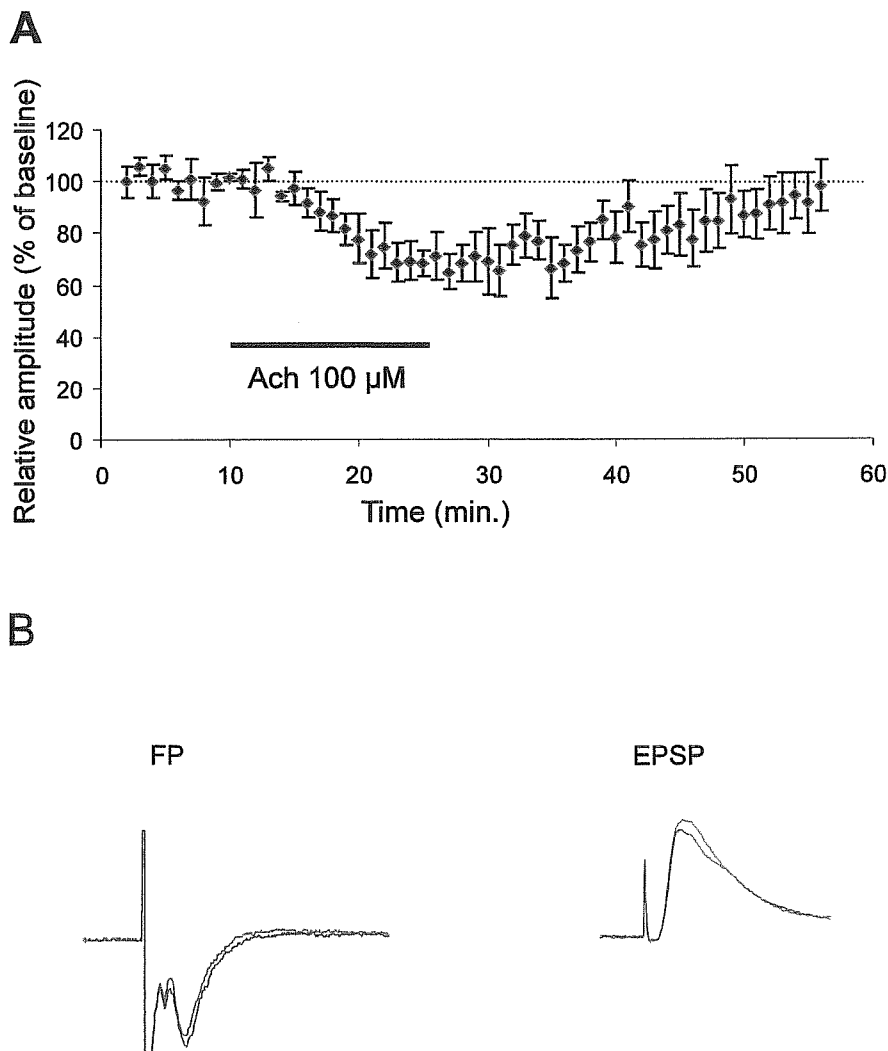 A
Relative amplitude (% of baseline)
120
100
80
60
40
20
0
Ach 100 µM
0 10 20 30 40 50 60
Time (min.)
B
FP EPSP